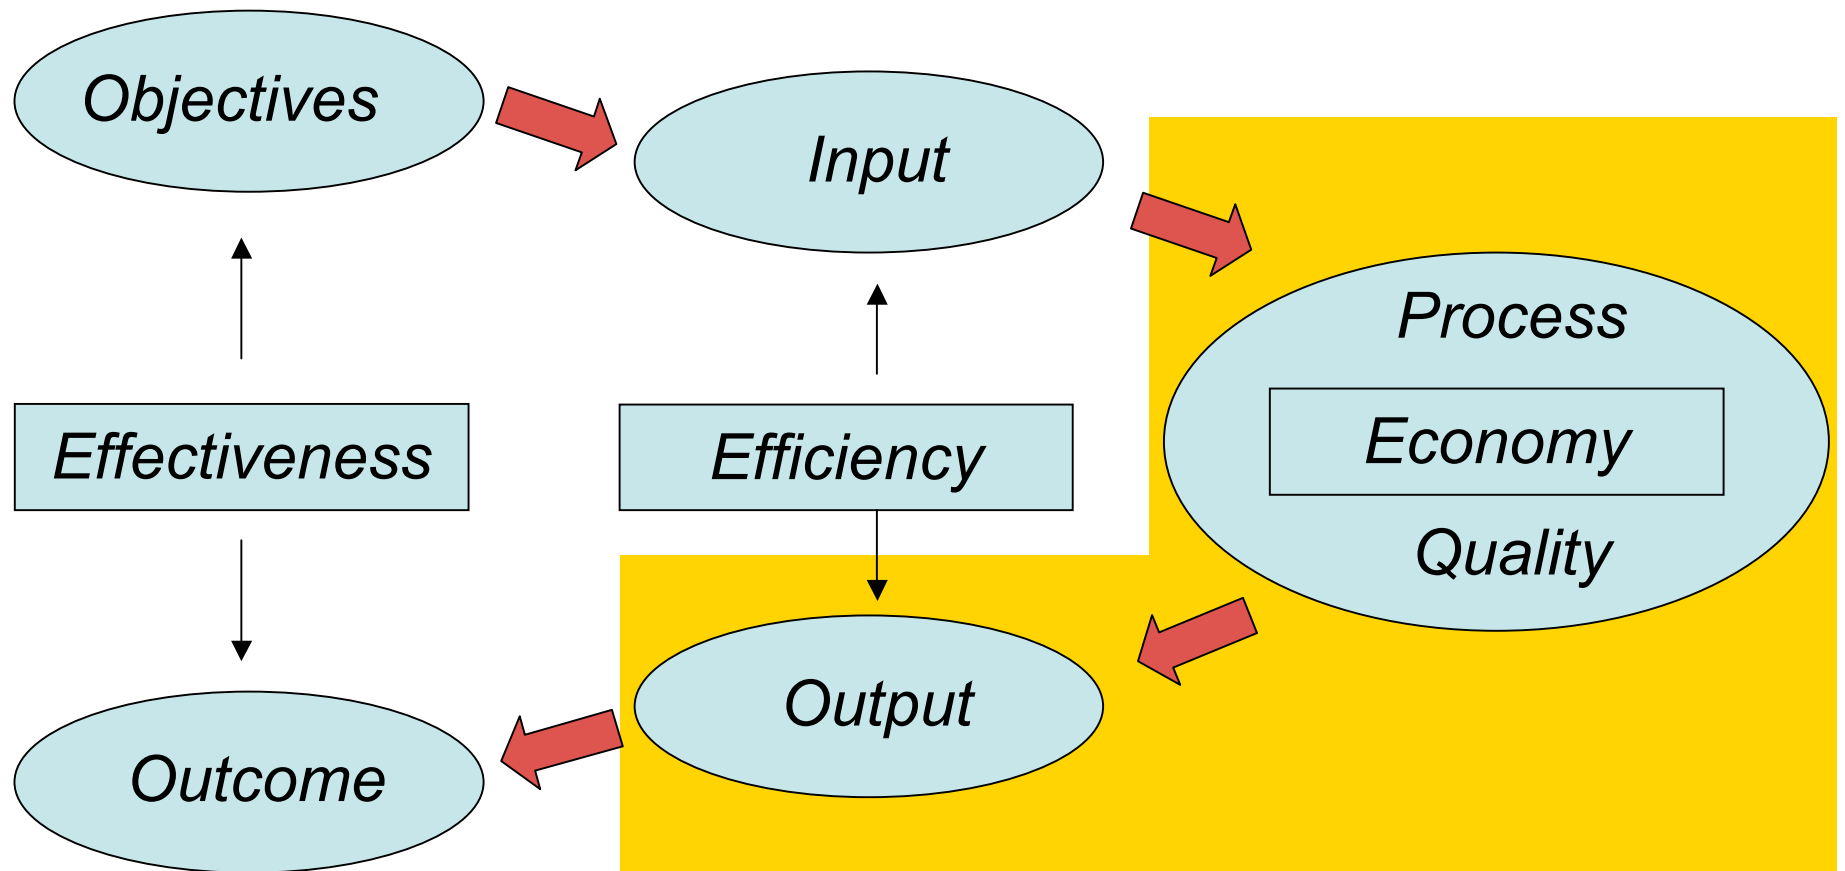 Objectives
Input
Process
Economy
Quality
Effectiveness
Efficiency
Output
Outcome